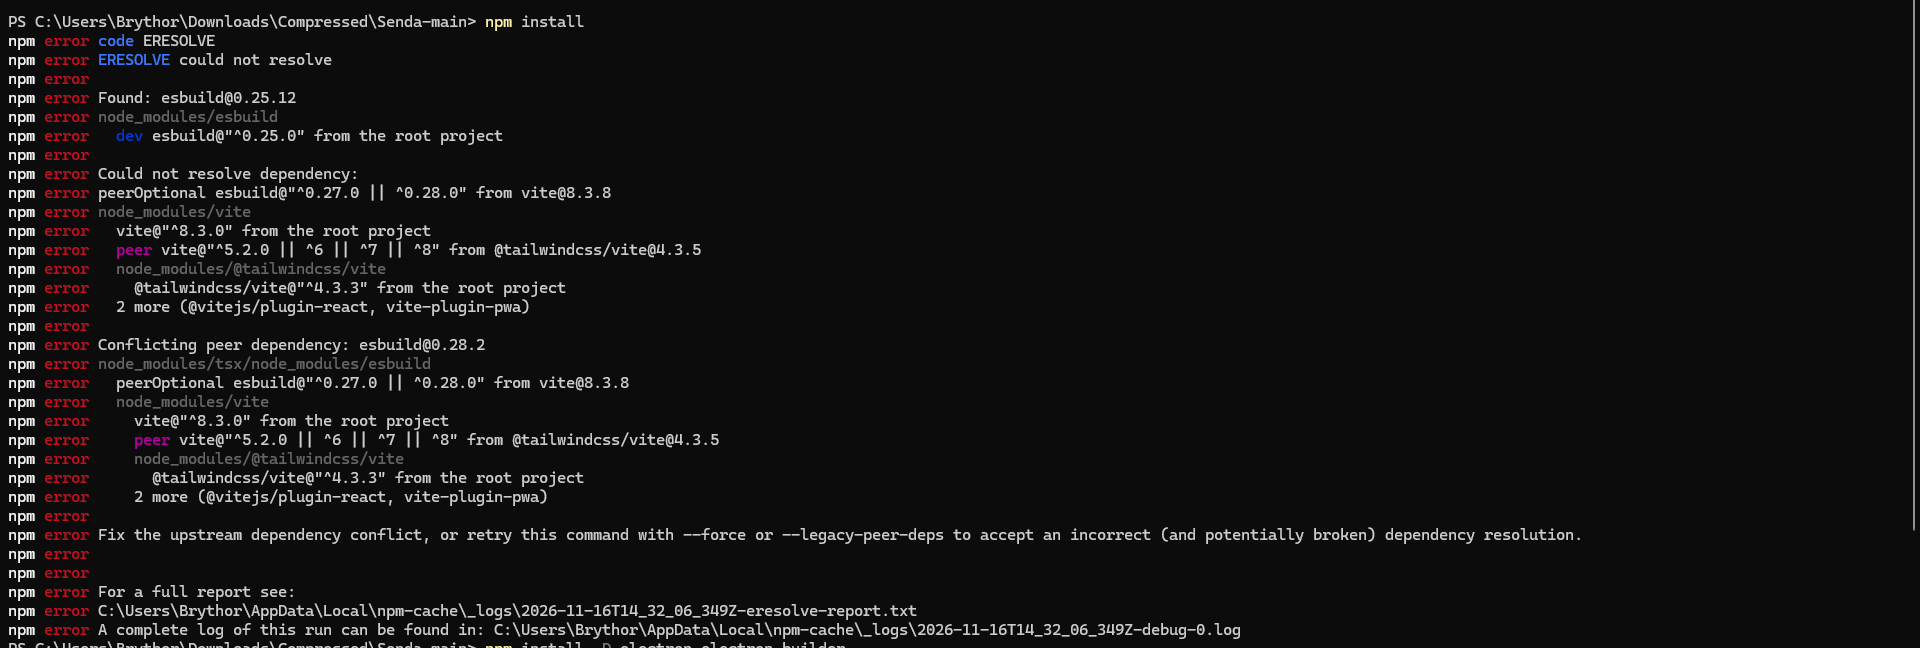 PS C:\Users\Brythor\Downloads\Compressed\Senda-main> npm install
npm error code ERESOLVE
npm error ERESOLVE could not resolve
npm error
npm error Found: esbuild@0.25.12
npm error node_modules/esbuild
npm error   dev esbuild@"^0.25.0" from the root project
npm error
npm error Could not resolve dependency:
npm error peerOptional esbuild@"^0.27.0 || ^0.28.0" from vite@8.3.8
npm error node_modules/vite
npm error   vite@"^8.3.0" from the root project
npm error   peer vite@"^5.2.0 || ^6 || ^7 || ^8" from @tailwindcss/vite@4.3.5
npm error   node_modules/@tailwindcss/vite
npm error     @tailwindcss/vite@"^4.3.3" from the root project
npm error   2 more (@vitejs/plugin-react, vite-plugin-pwa)
npm error
npm error Conflicting peer dependency: esbuild@0.28.2
npm error node_modules/tsx/node_modules/esbuild
npm error   peerOptional esbuild@"^0.27.0 || ^0.28.0" from vite@8.3.8
npm error   node_modules/vite
npm error     vite@"^8.3.0" from the root project
npm error     peer vite@"^5.2.0 || ^6 || ^7 || ^8" from @tailwindcss/vite@4.3.5
npm error     node_modules/@tailwindcss/vite
npm error       @tailwindcss/vite@"^4.3.3" from the root project
npm error     2 more (@vitejs/plugin-react, vite-plugin-pwa)
npm error
npm error Fix the upstream dependency conflict, or retry this command with --force or --legacy-peer-deps to accept an incorrect (and potentially broken) dependency resolution.
npm error
npm error
npm error For a full report see:
npm error C:\Users\Brythor\AppData\Local\npm-cache\_logs\2026-11-16T14_32_06_349Z-eresolve-report.txt
npm error A complete log of this run can be found in: C:\Users\Brythor\AppData\Local\npm-cache\_logs\2026-11-16T14_32_06_349Z-debug-0.log
PS C:\Users\Brythor\Downloads\Compressed\Senda-main> npm install -D electron electron-builder